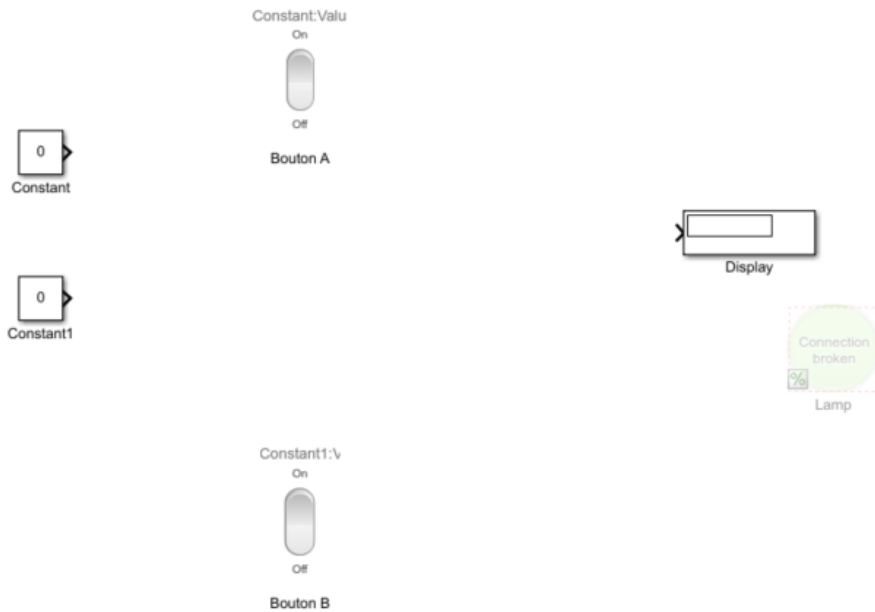 Constant:Valu
On
Off
Bouton A
0
Constant
Display
0
Constant1
Connection
broken
%
Lamp
Constant1:V
On
Off
Bouton B